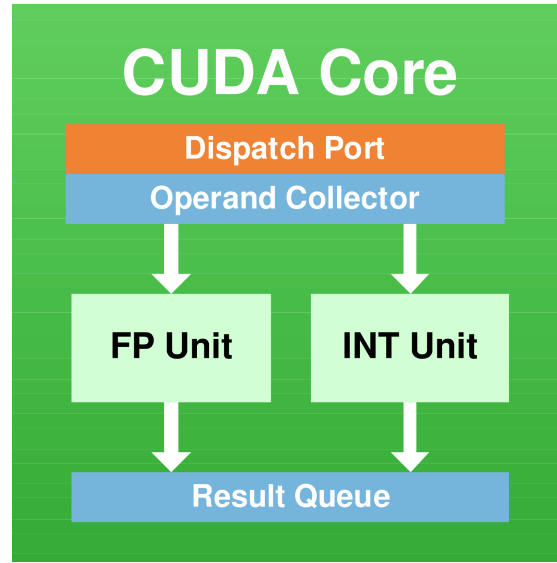 CUDA Core
Dispatch Port
Operand Collector
FP Unit
INT Unit
Result Queue